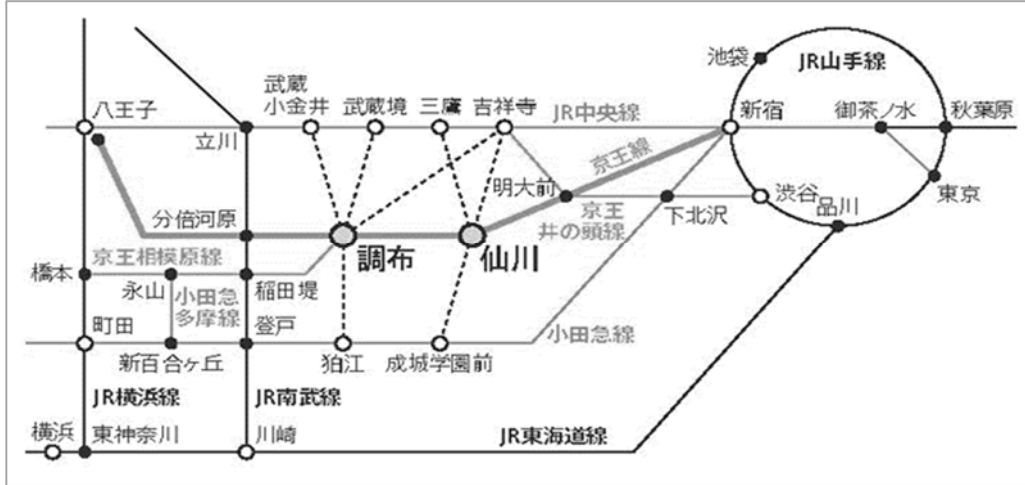 池袋
JR山手線
武蔵
小金井
武蔵境
三鷹
吉祥寺
八王子
立川
JR中央線
新宿
御茶ノ水
秋葉原
京王線
明大前
分倍河原
京王
井の頭線
下北沢
渋谷
品川
東京
調布
仙川
京王相模原線
橋本
永山
小田急
多摩線
稲田堤
町田
登戸
小田急線
新百合ヶ丘
狛江
成城学園前
JR横浜線
JR南武線
横浜
東神奈川
川崎
JR東海道線